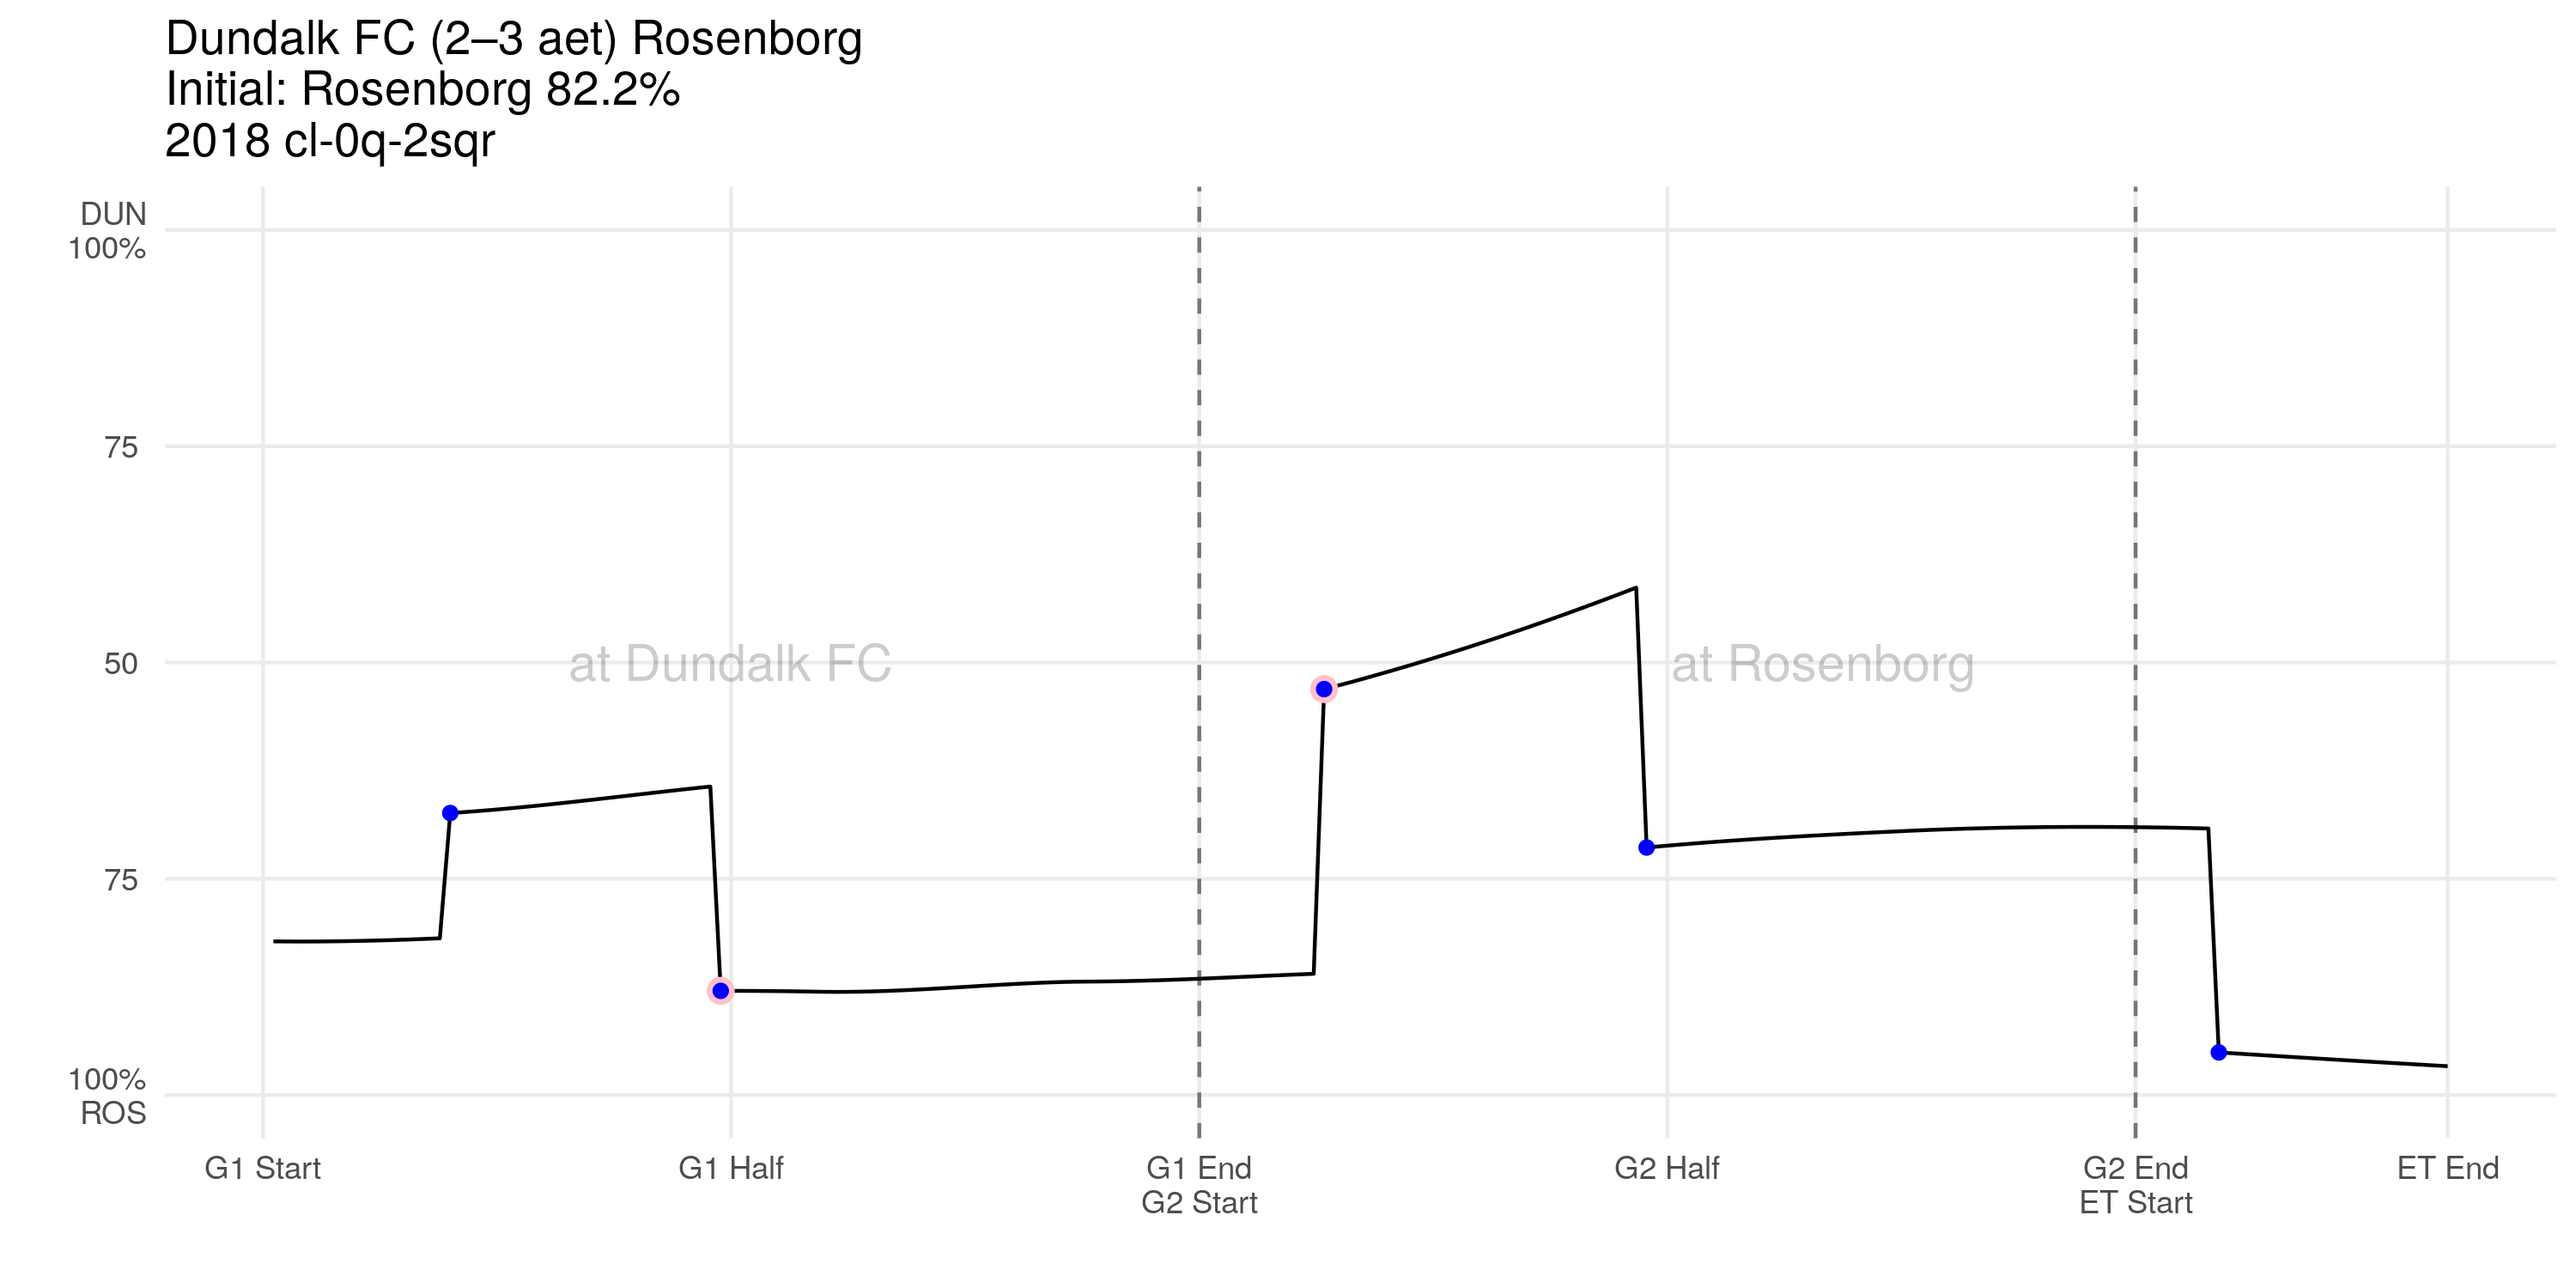 Dundalk FC (2–3 aet) Rosenborg
Initial: Rosenborg 82.2%
2018 cl-0q-2sqr
DUN
100%
75
50
75
100%
ROS
at Dundalk FC
at Rosenborg
G1 Start
G1 Half
G1 End
G2 Start
G2 Half
G2 End
ET Start
ET End